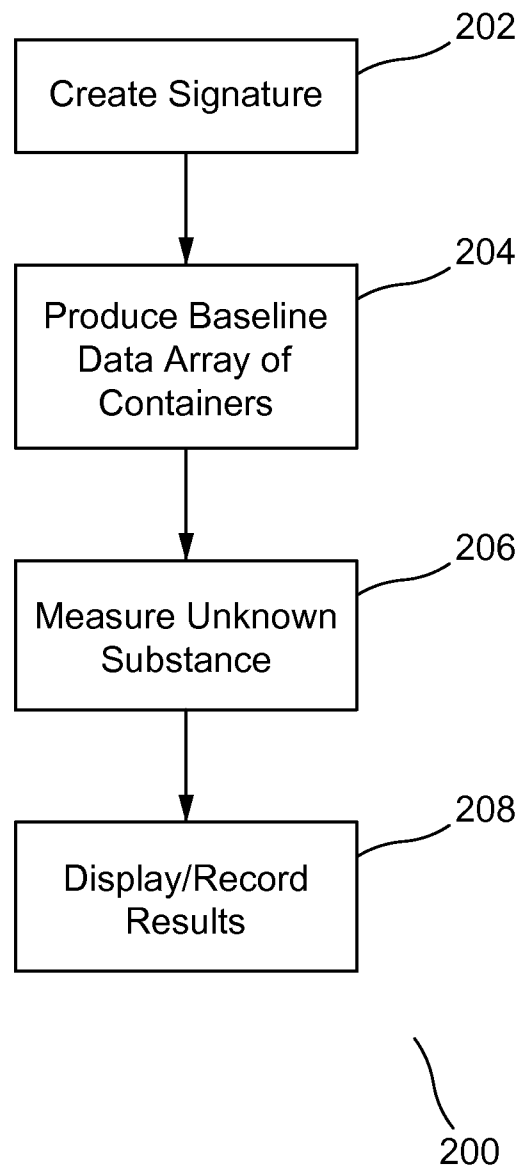 202
Create Signature
204
Produce Baseline
Data Array of
Containers
206
Measure Unknown
Substance
208
Display/Record
Results
200